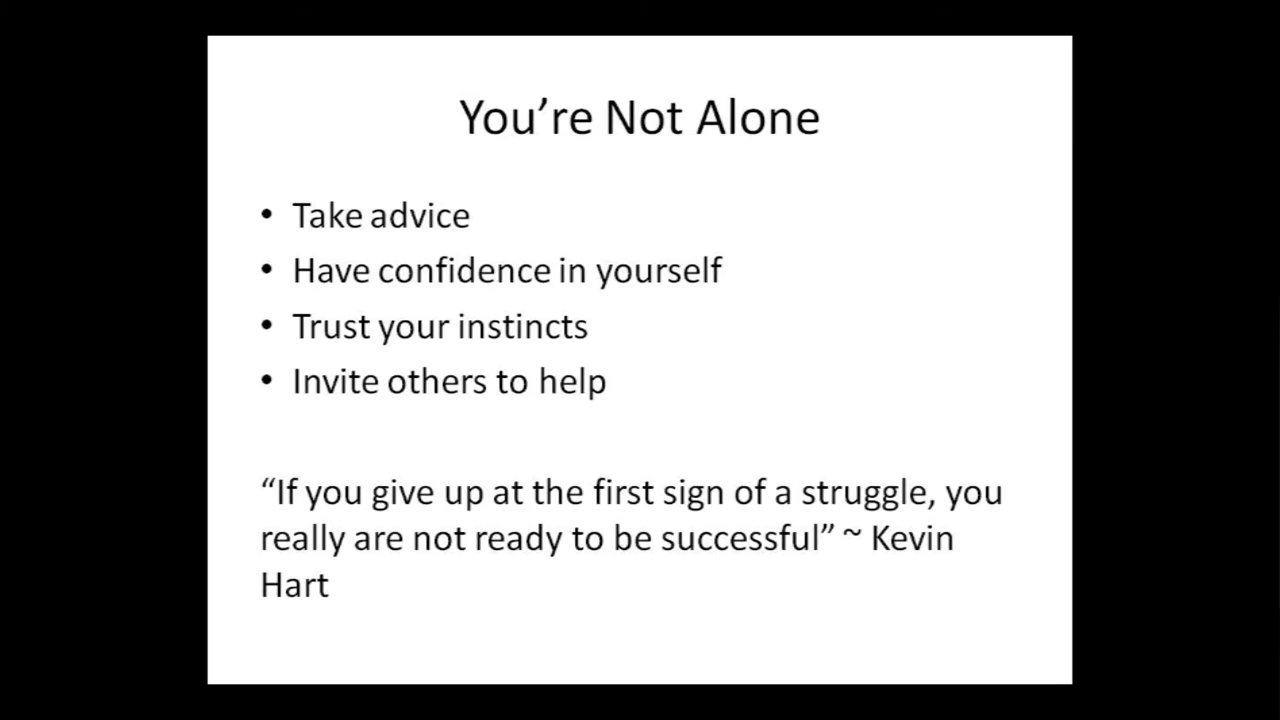 You’re Not Alone
• Take advice
• Have confidence in yourself
• Trust your instincts
• Invite others to help
“If you give up at the first sign of a struggle, you
really are not ready to be successful” ~ Kevin
Hart